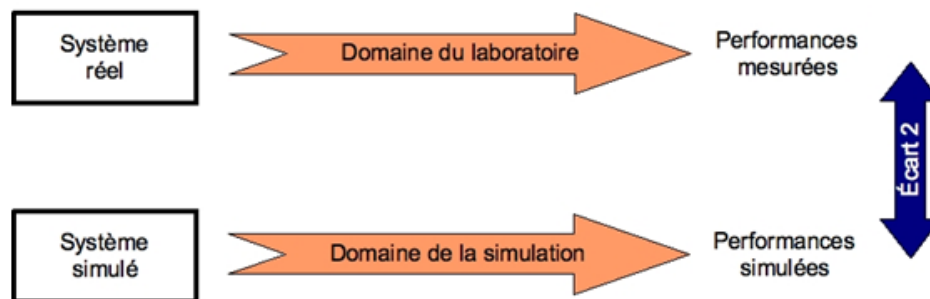 Système
réel
Domaine du laboratoire
Performances
mesurées
Écart 2
Système
simulé
Domaine de la simulation
Performances
simulées